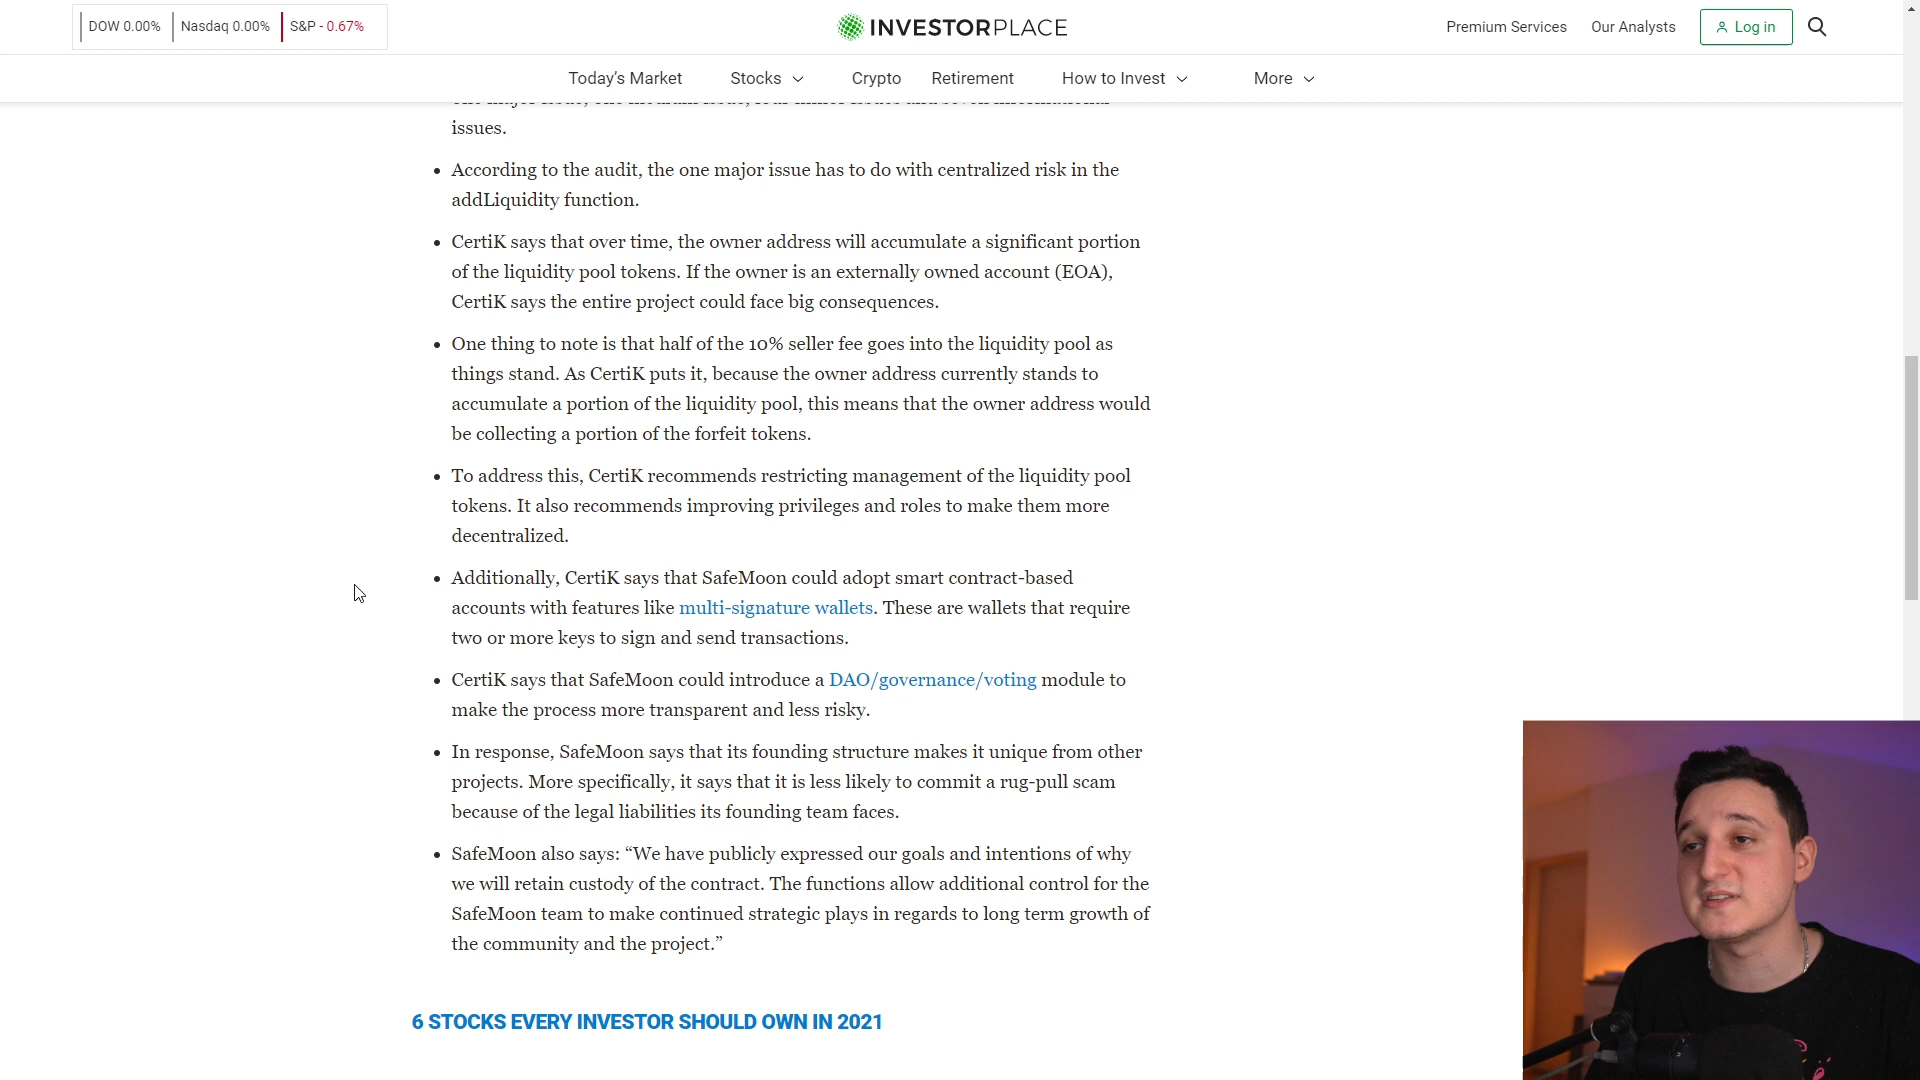 DOW 0.00% Nasdaq 0.00% S&P - 0.67%
INVESTORPLACE
Premium Services Our Analysts Log in
Today’s Market Stocks Crypto Retirement How to Invest More
issues.
• According to the audit, the one major issue has to do with centralized risk in the
addLiquidity function.
• CertiK says that over time, the owner address will accumulate a significant portion
of the liquidity pool tokens. If the owner is an externally owned account (EOA),
CertiK says the entire project could face big consequences.
• One thing to note is that half of the 10% seller fee goes into the liquidity pool as
things stand. As CertiK puts it, because the owner address currently stands to
accumulate a portion of the liquidity pool, this means that the owner address would
be collecting a portion of the forfeit tokens.
• To address this, CertiK recommends restricting management of the liquidity pool
tokens. It also recommends improving privileges and roles to make them more
decentralized.
• Additionally, CertiK says that SafeMoon could adopt smart contract-based
accounts with features like multi-signature wallets. These are wallets that require
two or more keys to sign and send transactions.
• CertiK says that SafeMoon could introduce a DAO/governance/voting module to
make the process more transparent and less risky.
• In response, SafeMoon says that its founding structure makes it unique from other
projects. More specifically, it says that it is less likely to commit a rug-pull scam
because of the legal liabilities its founding team faces.
• SafeMoon also says: “We have publicly expressed our goals and intentions of why
we will retain custody of the contract. The functions allow additional control for the
SafeMoon team to make continued strategic plays in regards to long term growth of
the community and the project.”
6 STOCKS EVERY INVESTOR SHOULD OWN IN 2021